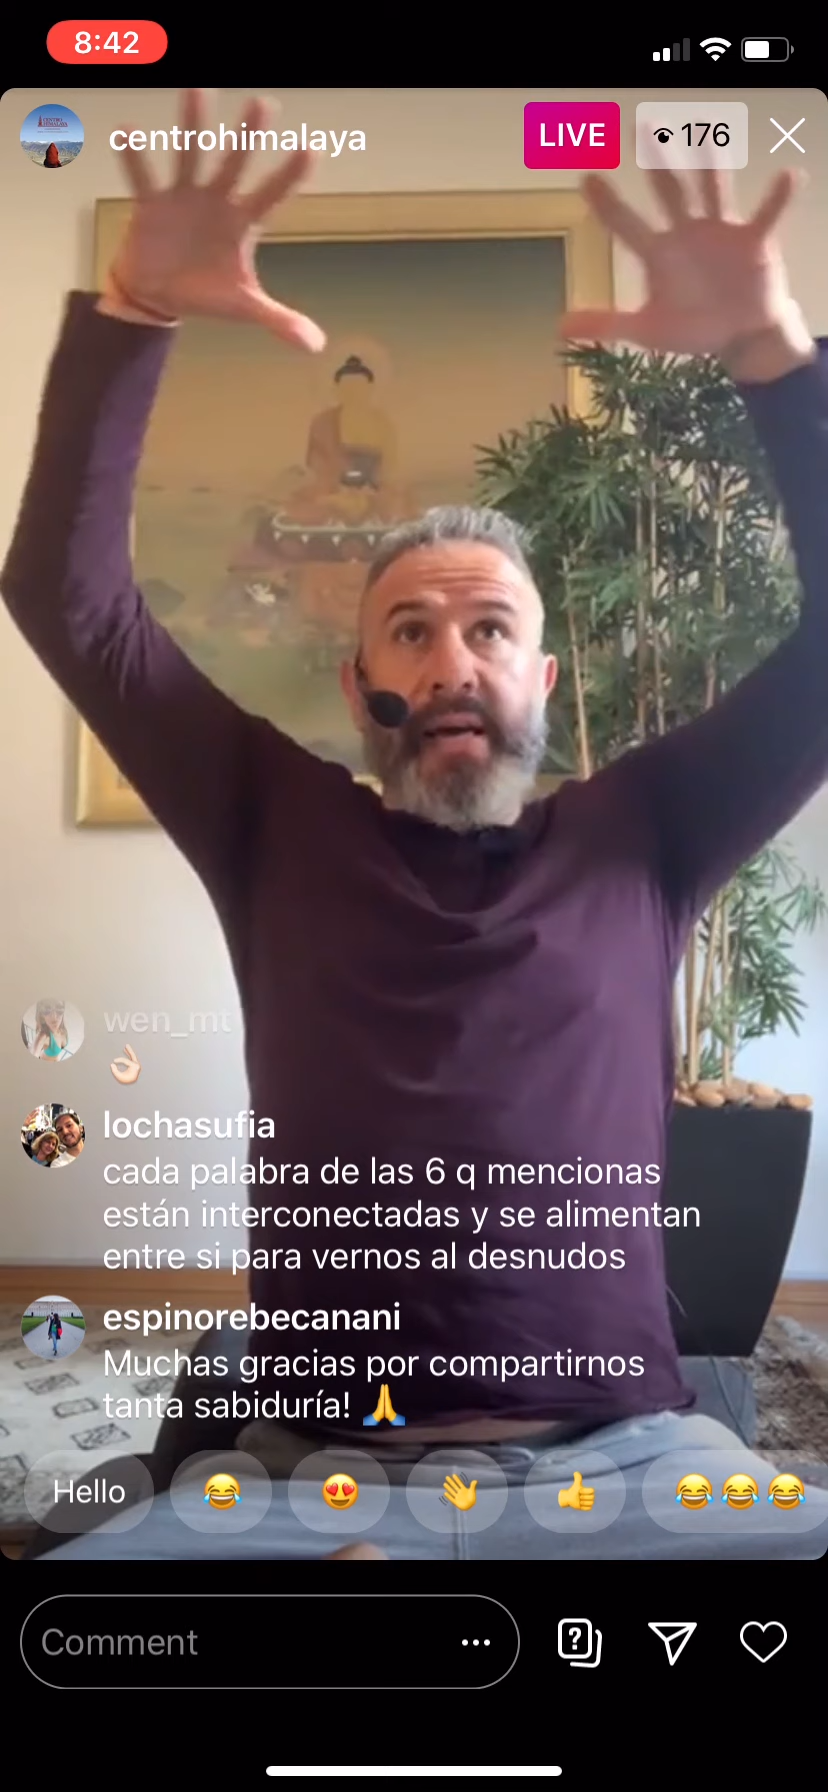 8:42
centrohimalaya
LIVE
176
wen_mt
👌🏻
lochasufia
cada palabra de las 6 q mencionas
están interconectadas y se alimentan
entre si para vernos al desnudos
espinorebecanani
Muchas gracias por compartirnos
tanta sabiduría! 🙏
Hello 😂 😍 👋 👍 😂😂😂
Comment